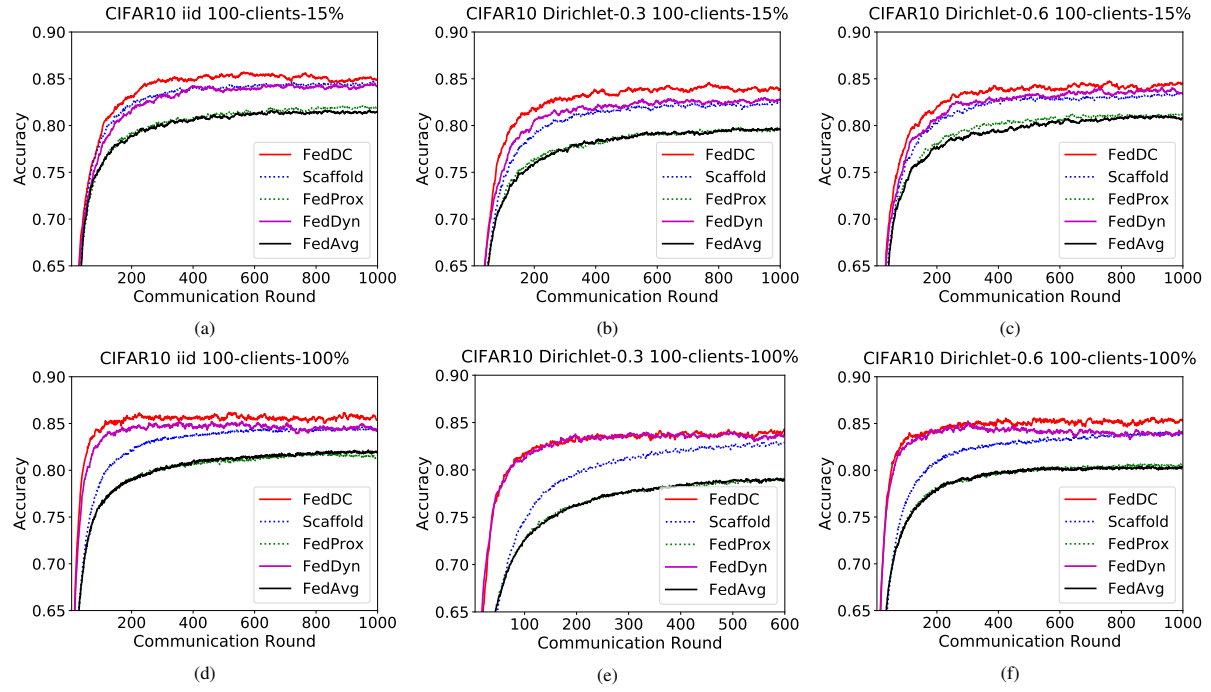 CIFAR10 iid 100-clients-15%
0.90
0.85
0.80
0.75
0.70
0.65
Accuracy
FedDC
Scaffold
FedProx
FedDyn
FedAvg
200 400 600 800 1000
Communication Round
(a)
CIFAR10 Dirichlet-0.3 100-clients-15%
0.90
0.85
0.80
0.75
0.70
0.65
Accuracy
FedDC
Scaffold
FedProx
FedDyn
FedAvg
200 400 600 800 1000
Communication Round
(b)
CIFAR10 Dirichlet-0.6 100-clients-15%
0.90
0.85
0.80
0.75
0.70
0.65
Accuracy
FedDC
Scaffold
FedProx
FedDyn
FedAvg
200 400 600 800 1000
Communication Round
(c)
CIFAR10 iid 100-clients-100%
0.90
0.85
0.80
0.75
0.70
0.65
Accuracy
FedDC
Scaffold
FedProx
FedDyn
FedAvg
200 400 600 800 1000
Communication Round
(d)
CIFAR10 Dirichlet-0.3 100-clients-100%
0.90
0.85
0.80
0.75
0.70
0.65
Accuracy
FedDC
Scaffold
FedProx
FedDyn
FedAvg
100 200 300 400 500 600
Communication Round
(e)
CIFAR10 Dirichlet-0.6 100-clients-100%
0.90
0.85
0.80
0.75
0.70
0.65
Accuracy
FedDC
Scaffold
FedProx
FedDyn
FedAvg
200 400 600 800 1000
Communication Round
(f)